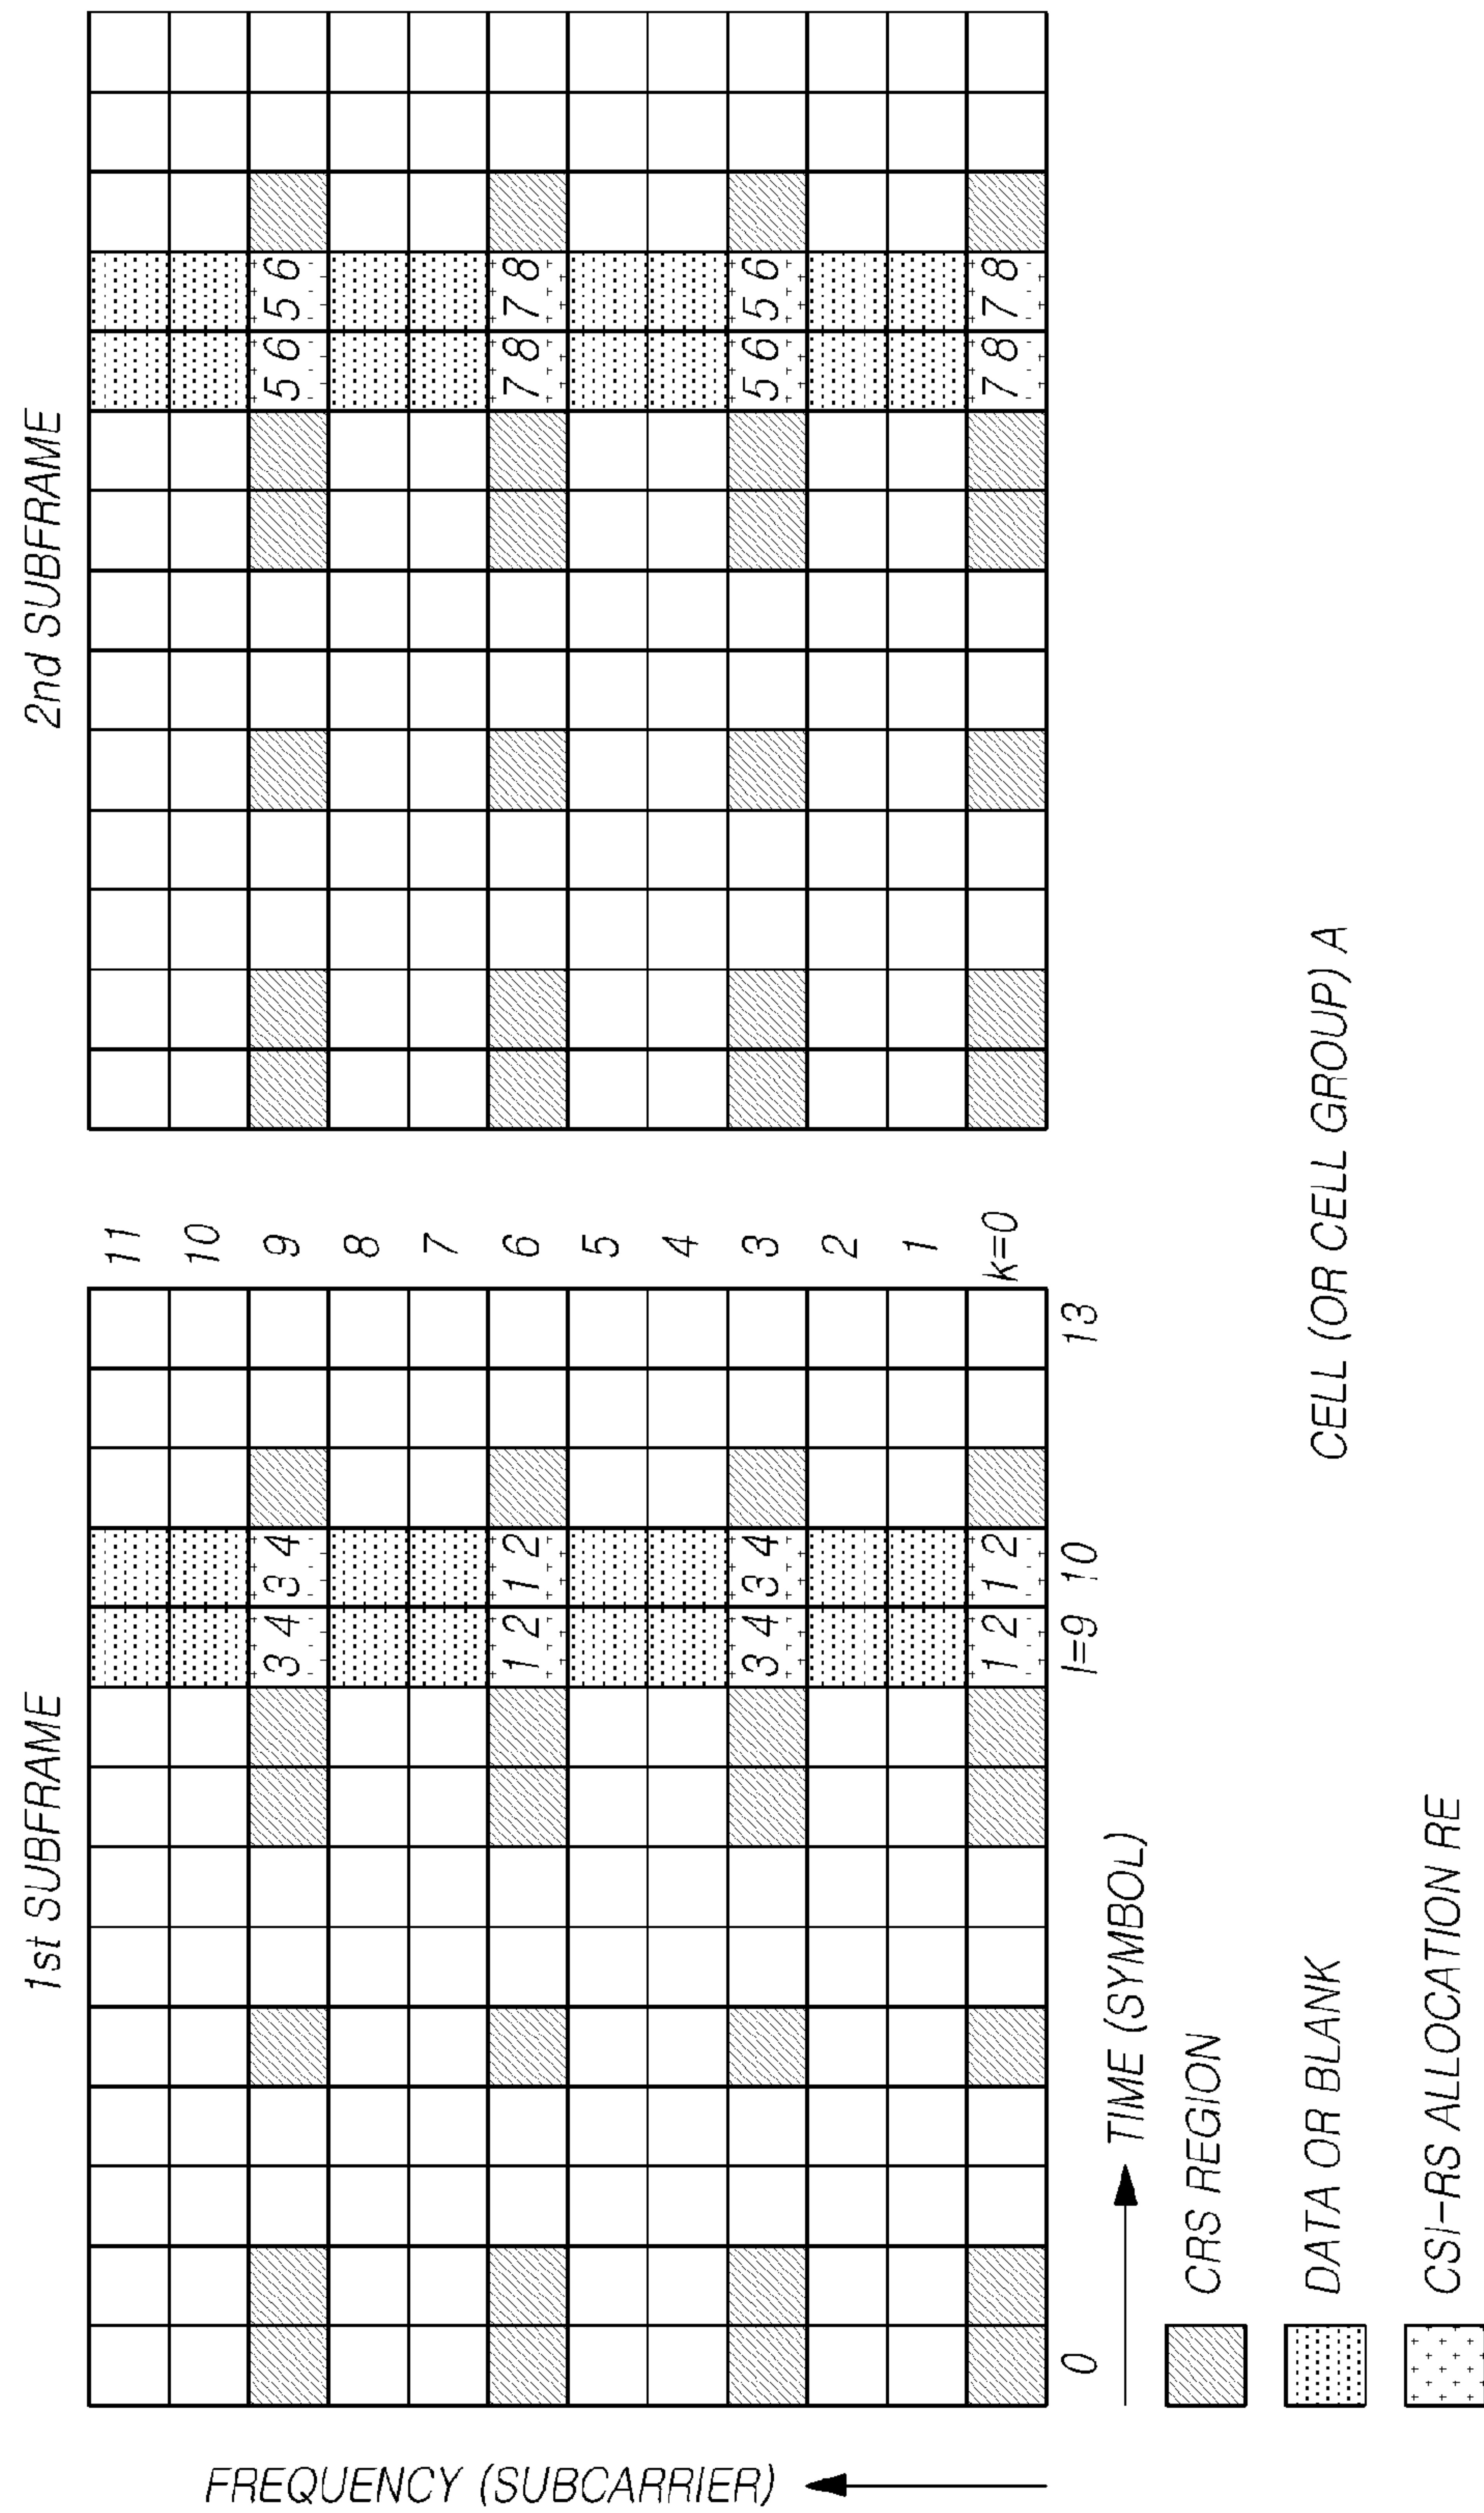 1st SUBFRAME
2nd SUBFRAME
11
10
3 4 3 4
9
5 6 5 6
8
7
1 2 1 2
6
7 8 7 8
5
4
3 4 3 4
3
5 6 5 6
2
1
1 2 1 2
k=0
7 8 7 8
0 l=9 10 13
FREQUENCY (SUBCARRIER)
TIME (SYMBOL)
CRS REGION
DATA OR BLANK
CELL (OR CELL GROUP) A
CSI-RS ALLOCATION RE